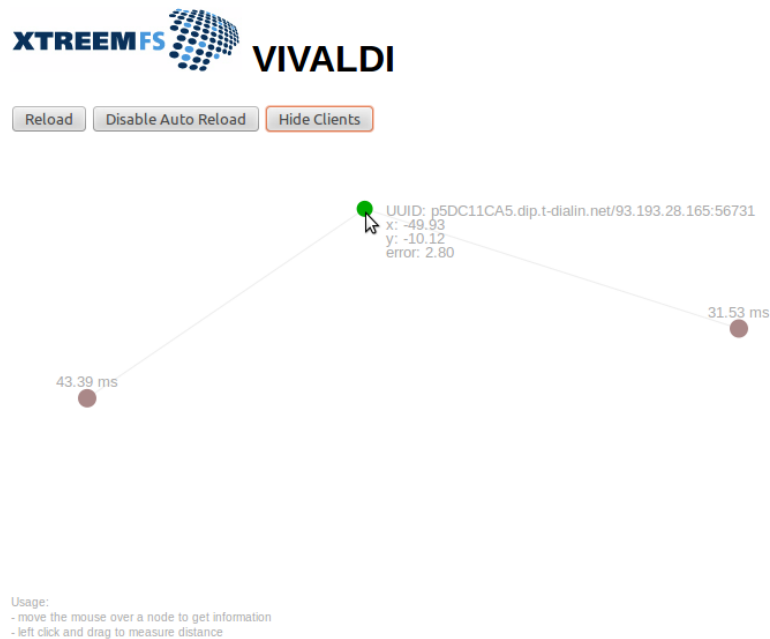 XTREEMFS
VIVALDI
Reload
Disable Auto Reload
Hide Clients
UUID: p5DC11CA5.dip.t-dialin.net/93.193.28.165:56731
x: -49.93
y: -10.12
error: 2.80
31.53 ms
43.39 ms
Usage:
- move the mouse over a node to get information
- left click and drag to measure distance